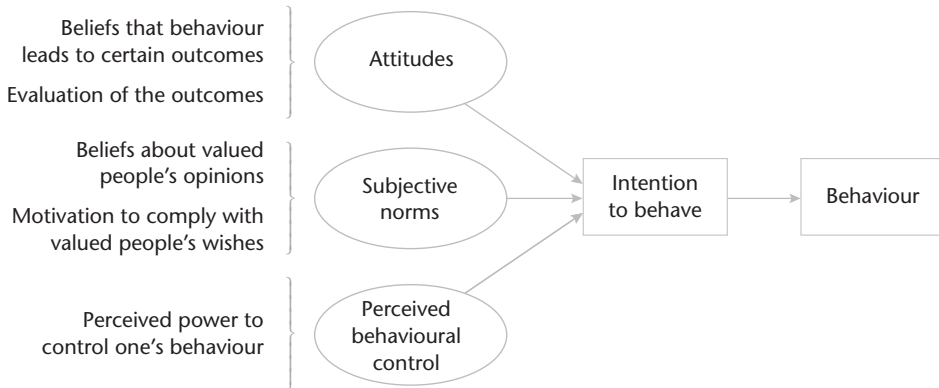 Beliefs that behaviour
leads to certain outcomes
Evaluation of the outcomes
Attitudes
Beliefs about valued
people's opinions
Motivation to comply with
valued people's wishes
Subjective
norms
Intention
to behave
Behaviour
Perceived power to
control one's behaviour
Perceived
behavioural
control